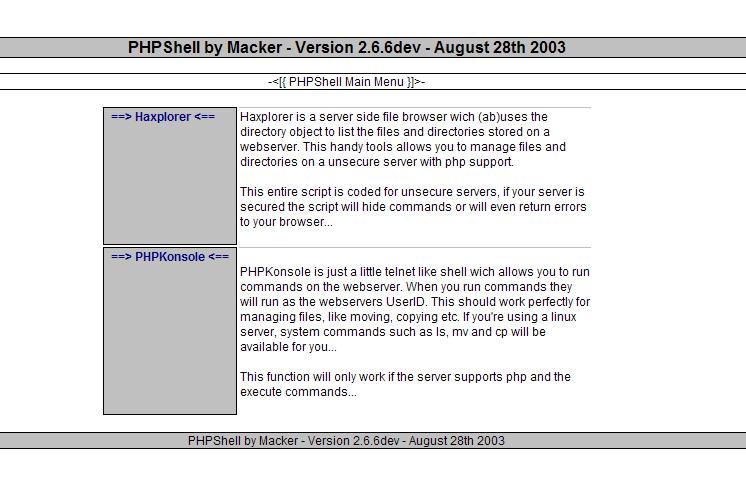 PHPShell by Macker - Version 2.6.6dev - August 28th 2003
-<[{ PHPShell Main Menu }]>-
==> Haxplorer <==
Haxplorer is a server side file browser wich (ab)uses the
directory object to list the files and directories stored on a
webserver. This handy tools allows you to manage files and
directories on a unsecure server with php support.
This entire script is coded for unsecure servers, if your server is
secured the script will hide commands or will even return errors
to your browser...
==> PHPKonsole <==
PHPKonsole is just a little telnet like shell wich allows you to run
commands on the webserver. When you run commands they
will run as the webservers UserID. This should work perfectly for
managing files, like moving, copying etc. If you're using a linux
server, system commands such as ls, mv and cp will be
available for you...
This function will only work if the server supports php and the
execute commands...
PHPShell by Macker - Version 2.6.6dev - August 28th 2003